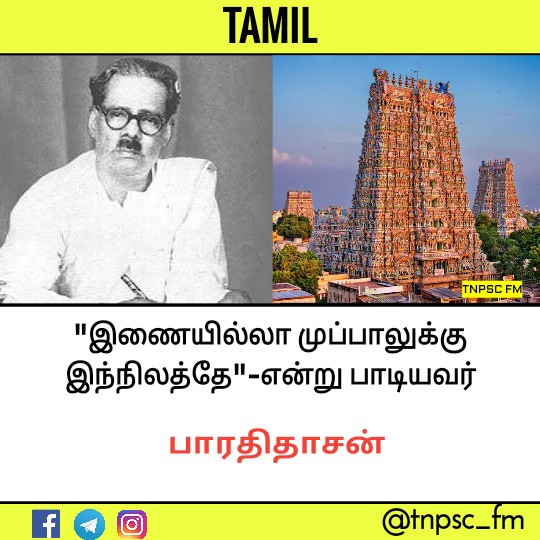 TAMIL
TNPSC FM
"இணையில்லா முப்பாலுக்கு
இந்நிலத்தே"-என்று பாடியவர்
பாரதிதாசன்
@tnpsc_fm